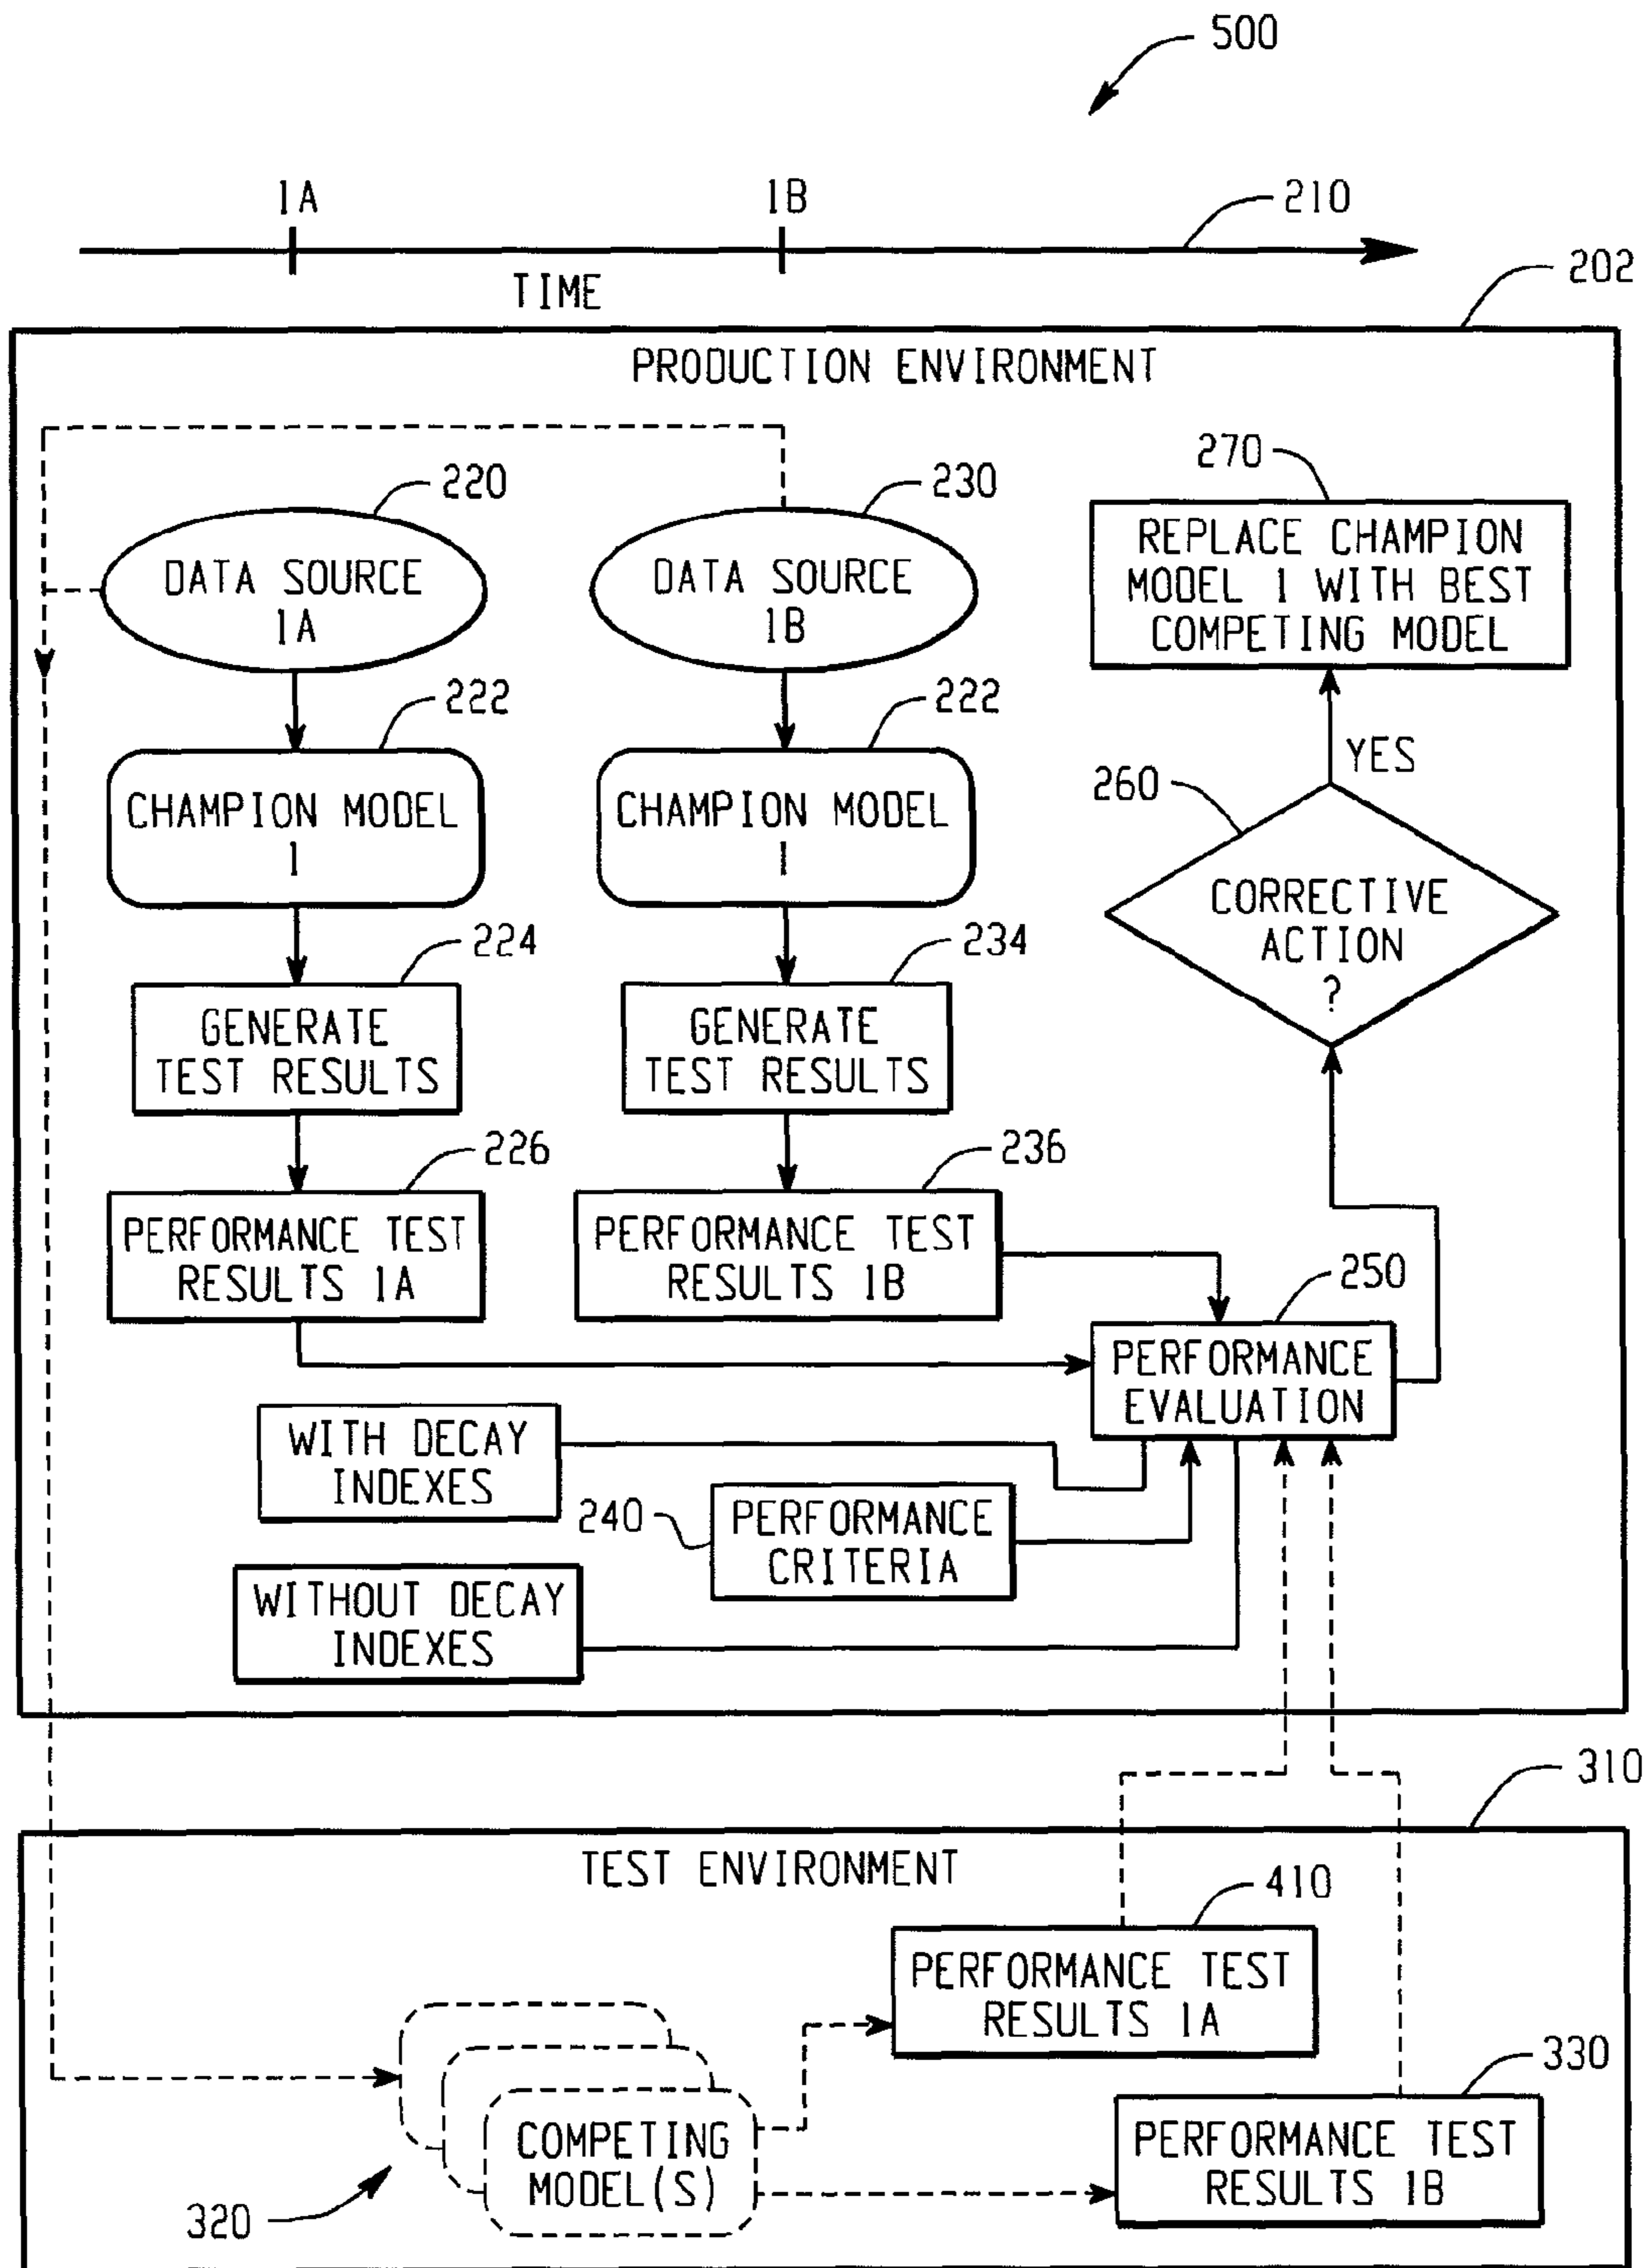 500
1A
1B
210
TIME
202
PRODUCTION ENVIRONMENT
220
230
270
DATA SOURCE
1A
DATA SOURCE
1B
REPLACE CHAMPION
MODEL 1 WITH BEST
COMPETING MODEL
222
222
YES
260
CHAMPION MODEL
1
CHAMPION MODEL
1
CORRECTIVE
ACTION
?
224
234
GENERATE
TEST RESULTS
GENERATE
TEST RESULTS
226
236
PERFORMANCE TEST
RESULTS 1A
PERFORMANCE TEST
RESULTS 1B
250
PERFORMANCE
EVALUATION
WITH DECAY
INDEXES
240
PERFORMANCE
CRITERIA
WITHOUT DECAY
INDEXES
310
TEST ENVIRONMENT
410
PERFORMANCE TEST
RESULTS 1A
330
COMPETING
MODEL(S)
PERFORMANCE TEST
RESULTS 1B
320